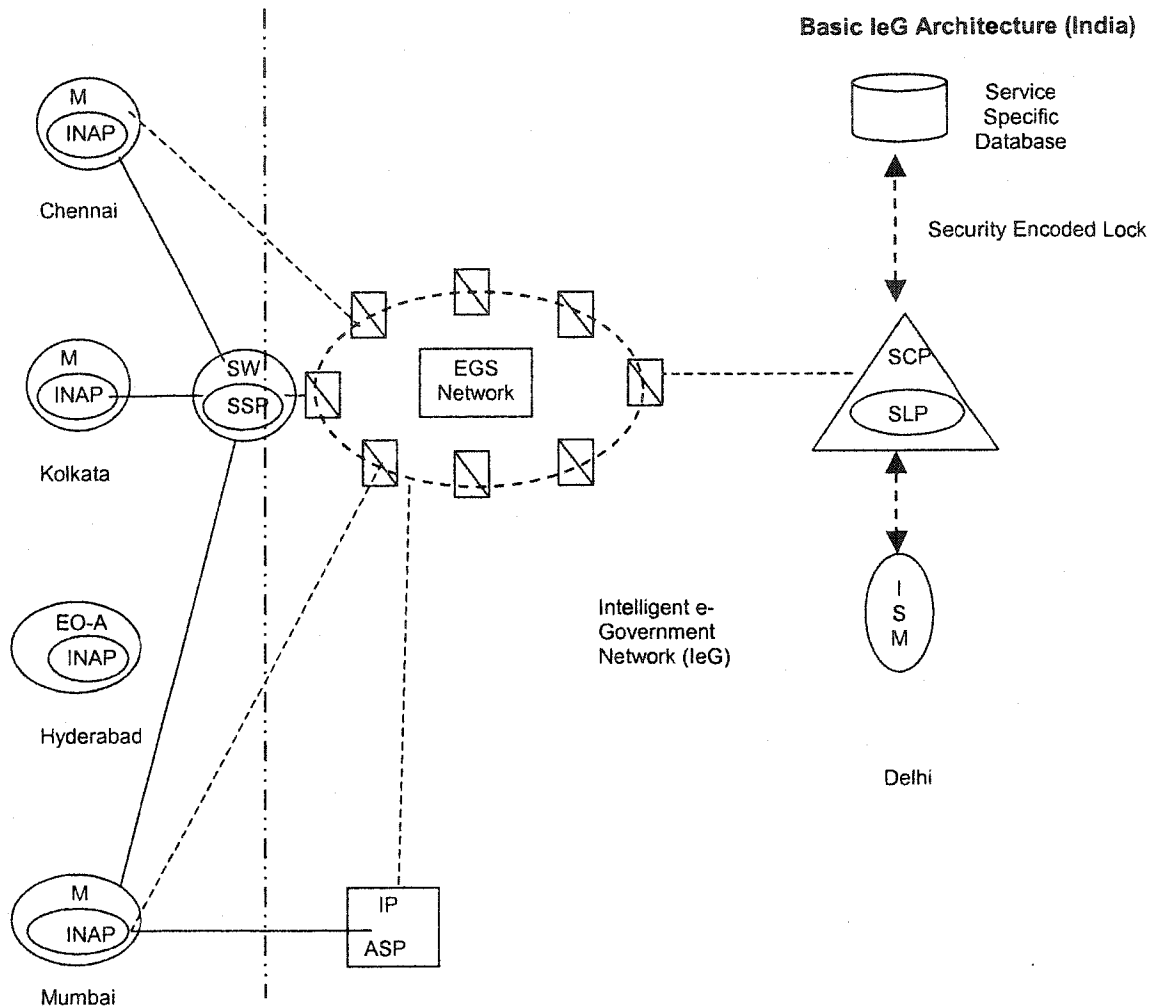 Basic IeG Architecture (India)
M
INAP
Chennai
Service
Specific
Database
Security Encoded Lock
M
INAP
Kolkata
SW
SSP
EGS
Network
SCP
SLP
EO-A
INAP
Hyderabad
Intelligent e-
Government
Network (IeG)
I
S
M
Delhi
M
INAP
Mumbai
IP
ASP